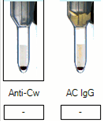 Anti-Cw AC IgG
- -